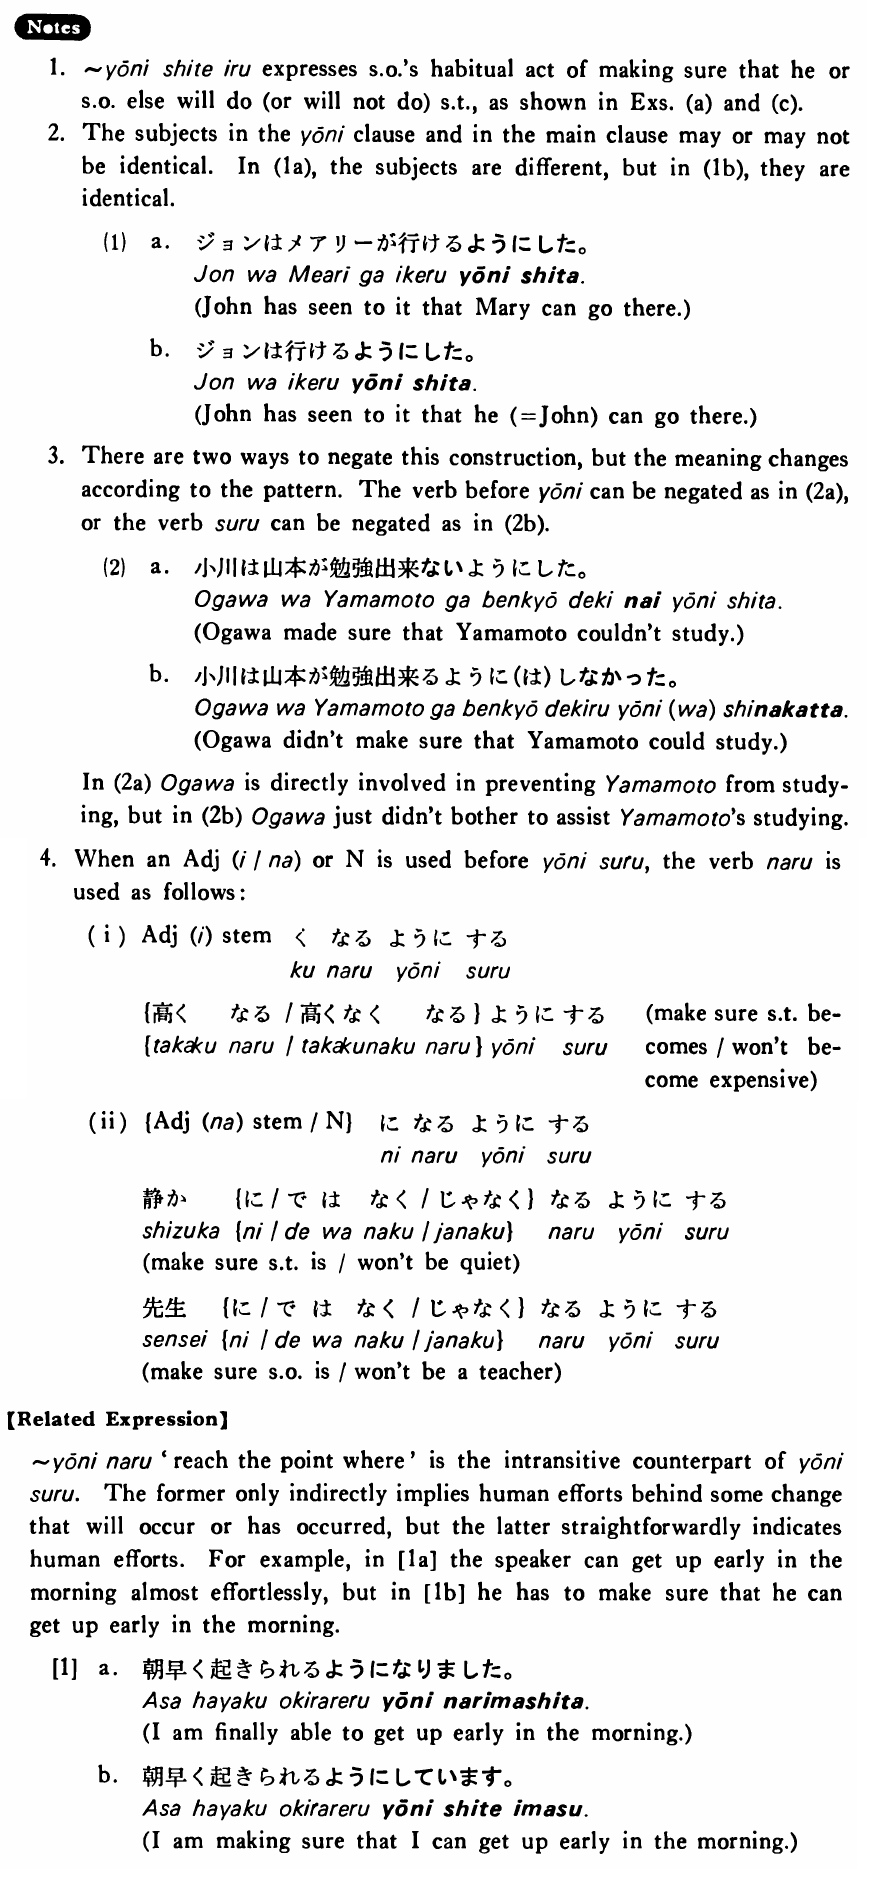 Notes
1. ～yōni shite iru expresses s.o.'s habitual act of making sure that he or
s.o. else will do (or will not do) s.t., as shown in Exs. (a) and (c).
2. The subjects in the yōni clause and in the main clause may or may not
be identical. In (1a), the subjects are different, but in (1b), they are
identical.
(1) a. ジョンはメアリーが行けるようにした。
Jon wa Meari ga ikeru yōni shita.
(John has seen to it that Mary can go there.)
b. ジョンは行けるようにした。
Jon wa ikeru yōni shita.
(John has seen to it that he (=John) can go there.)
3. There are two ways to negate this construction, but the meaning changes
according to the pattern. The verb before yōni can be negated as in (2a),
or the verb suru can be negated as in (2b).
(2) a. 小川は山本が勉強出来ないようにした。
Ogawa wa Yamamoto ga benkyō deki nai yōni shita.
(Ogawa made sure that Yamamoto couldn't study.)
b. 小川は山本が勉強出来るように(は)しなかった。
Ogawa wa Yamamoto ga benkyō dekiru yōni (wa) shinakatta.
(Ogawa didn't make sure that Yamamoto could study.)
In (2a) Ogawa is directly involved in preventing Yamamoto from study-
ing, but in (2b) Ogawa just didn't bother to assist Yamamoto's studying.
4. When an Adj (i / na) or N is used before yōni suru, the verb naru is
used as follows:
(i) Adj (i) stem く なる ように する
ku naru yōni suru
{高く なる / 高くなく なる} ように する (make sure s.t. be-
{takaku naru / takakunaku naru} yōni suru comes / won't be-
come expensive)
(ii) {Adj (na) stem / N} に なる ように する
ni naru yōni suru
静か {に / で は なく / じゃなく} なる ように する
shizuka {ni / de wa naku / janaku} naru yōni suru
(make sure s.t. is / won't be quiet)
先生 {に / で は なく / じゃなく} なる ように する
sensei {ni / de wa naku / janaku} naru yōni suru
(make sure s.o. is / won't be a teacher)
【Related Expression】
～yōni naru ‘reach the point where’ is the intransitive counterpart of yōni
suru. The former only indirectly implies human efforts behind some change
that will occur or has occurred, but the latter straightforwardly indicates
human efforts. For example, in [1a] the speaker can get up early in the
morning almost effortlessly, but in [1b] he has to make sure that he can
get up early in the morning.
[1] a. 朝早く起きられるようになりました。
Asa hayaku okirareru yōni narimashita.
(I am finally able to get up early in the morning.)
b. 朝早く起きられるようにしています。
Asa hayaku okirareru yōni shite imasu.
(I am making sure that I can get up early in the morning.)